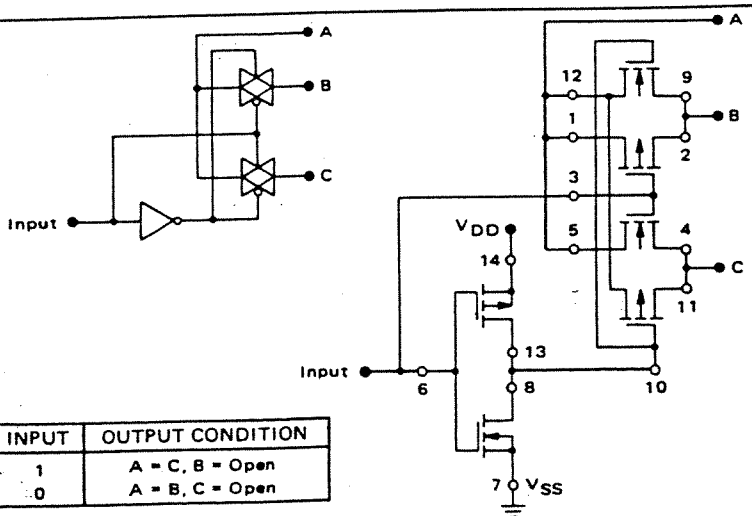 A
B
C
Input
A
12
9
B
1
2
3
VDD
5
4
14
C
11
13
Input
6
8
10
7 VSS
INPUT OUTPUT CONDITION
1 A = C, B = Open
0 A = B, C = Open